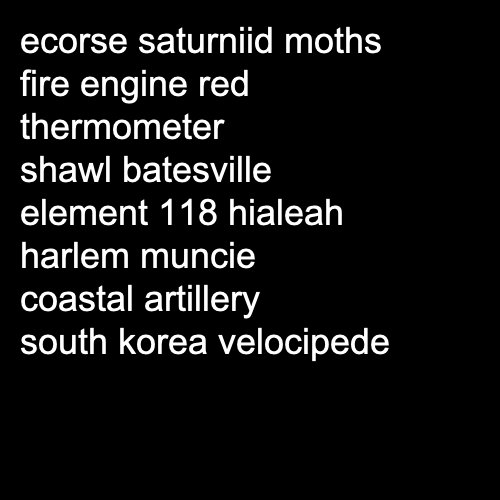 ecorse saturniid moths
fire engine red
thermometer
shawl batesville
element 118 hialeah
harlem muncie
coastal artillery
south korea velocipede